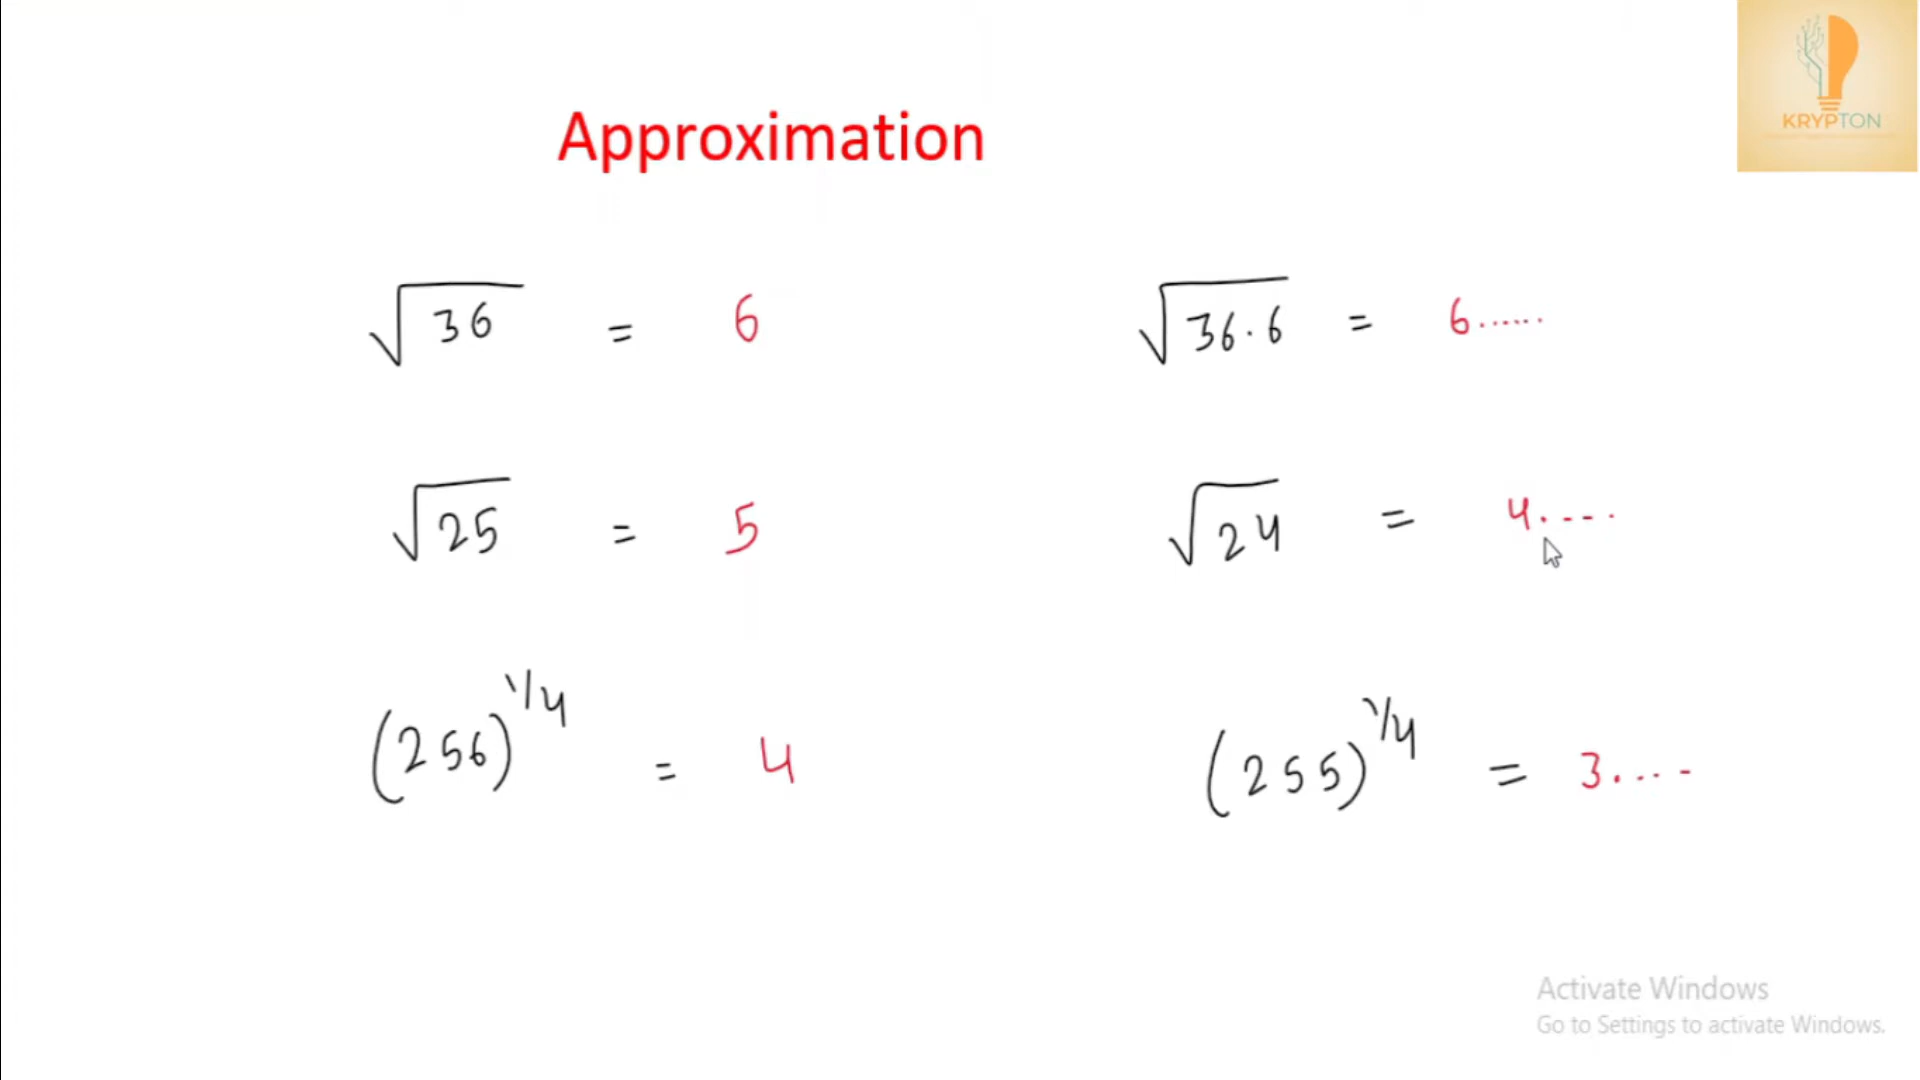 KRYPTON
Approximation
√36 = 6
√36.6 = 6......
√25 = 5
√24 = 4.....
(256)^1/4 = 4
(255)^1/4 = 3.....
Activate Windows
Go to Settings to activate Windows.